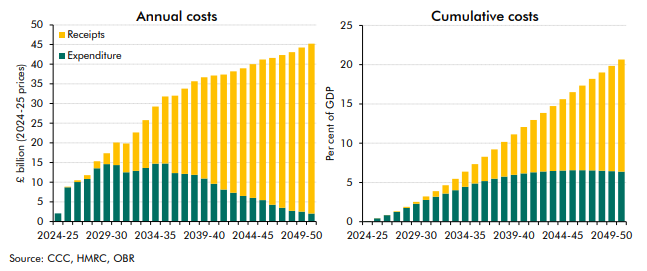 Annual costs
£ billion (2024-25 prices)
50
45
40
35
30
25
20
15
10
5
0
Receipts
Expenditure
2024-25 2029-30 2034-35 2039-40 2044-45 2049-50
Cumulative costs
Per cent of GDP
25
20
15
10
5
0
2024-25 2029-30 2034-35 2039-40 2044-45 2049-50
Source: CCC, HMRC, OBR